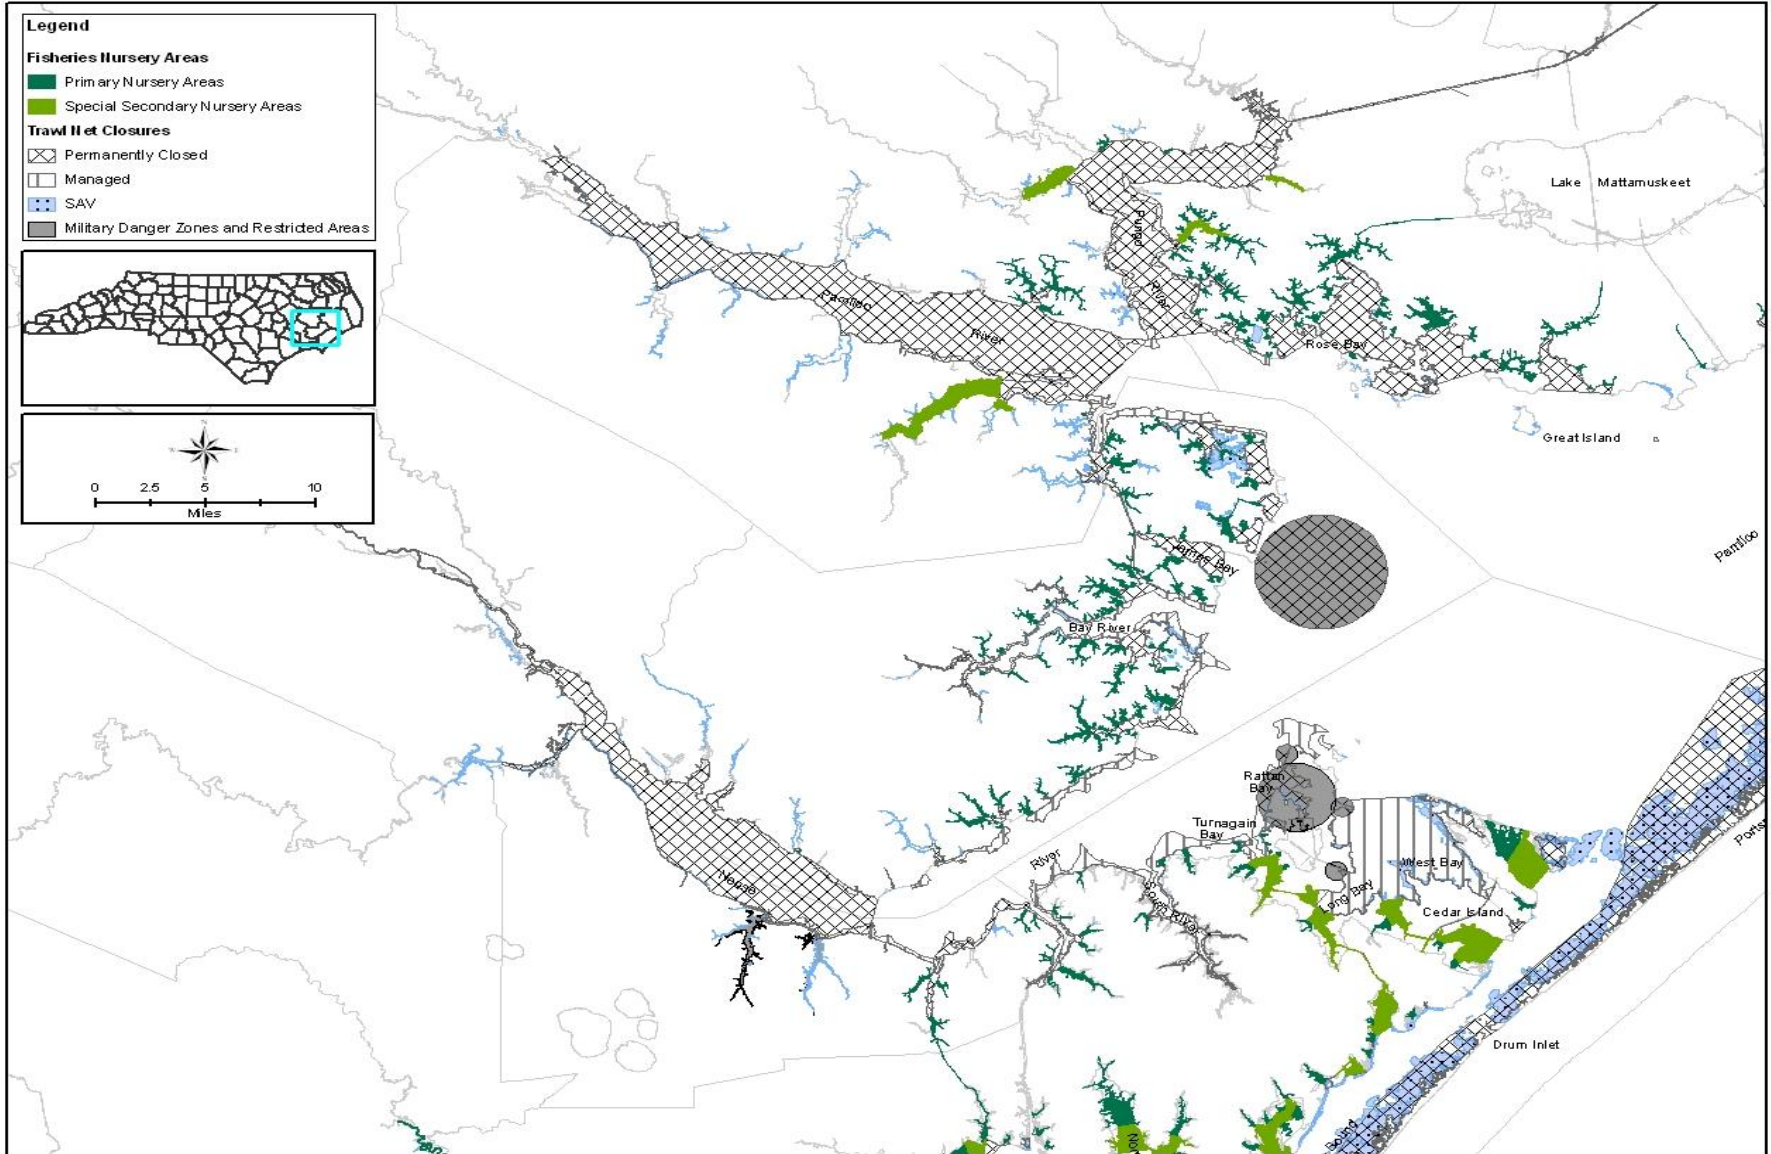 Legend
Fisheries Nursery Areas
Primary Nursery Areas
Special Secondary Nursery Areas
Trawl Net Closures
Permanently Closed
Managed
SAV
Military Danger Zones and Restricted Areas
N
W
E
S
0 2.5 5 10
Miles
Lake Mattamuskeet
Pungo
River
Pamlico
River
Rose Bay
Great Island
Pamlico
Jones Bay
Bay River
Rattan
Bay
Turnagain
Bay
River
Neuse
South River
West Bay
Long Bay
Cedar Island
Drum Inlet
Sound